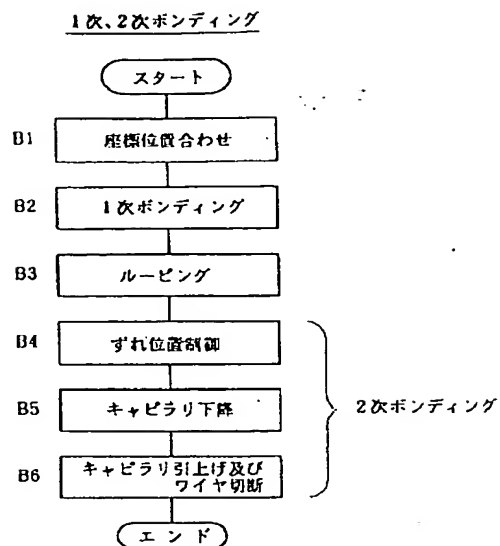 1次、2次ボンディング
スタート
B1 座標位置合わせ
B2 1次ボンディング
B3 ルーピング
B4 ずれ位置制御
B5 キャピラリ下降
2次ボンディング
B6 キャピラリ引上げ及び
ワイヤ切断
エンド